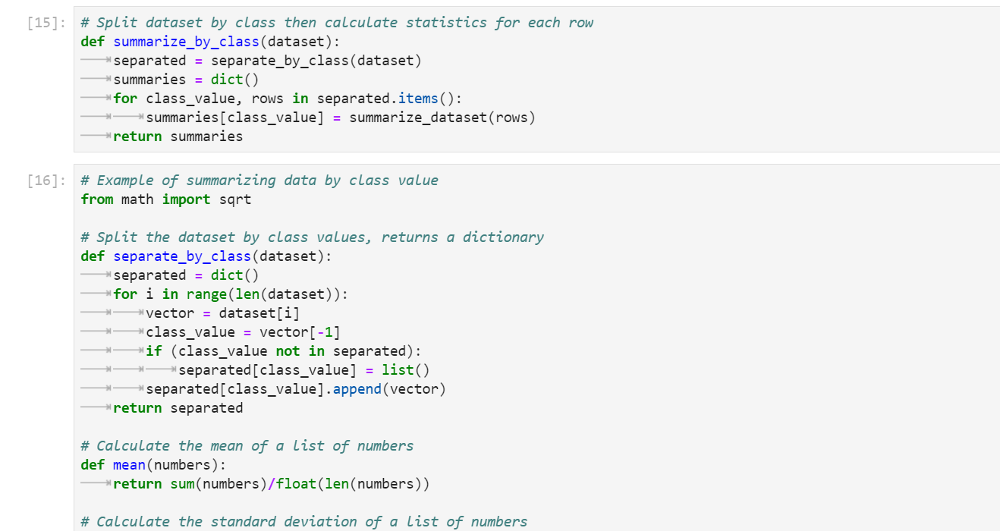 [15]: # Split dataset by class then calculate statistics for each row
def summarize_by_class(dataset):
	separated = separate_by_class(dataset)
	summaries = dict()
	for class_value, rows in separated.items():
		summaries[class_value] = summarize_dataset(rows)
	return summaries
[16]: # Example of summarizing data by class value
from math import sqrt

# Split the dataset by class values, returns a dictionary
def separate_by_class(dataset):
	separated = dict()
	for i in range(len(dataset)):
		vector = dataset[i]
		class_value = vector[-1]
		if (class_value not in separated):
			separated[class_value] = list()
		separated[class_value].append(vector)
	return separated

# Calculate the mean of a list of numbers
def mean(numbers):
	return sum(numbers)/float(len(numbers))

# Calculate the standard deviation of a list of numbers